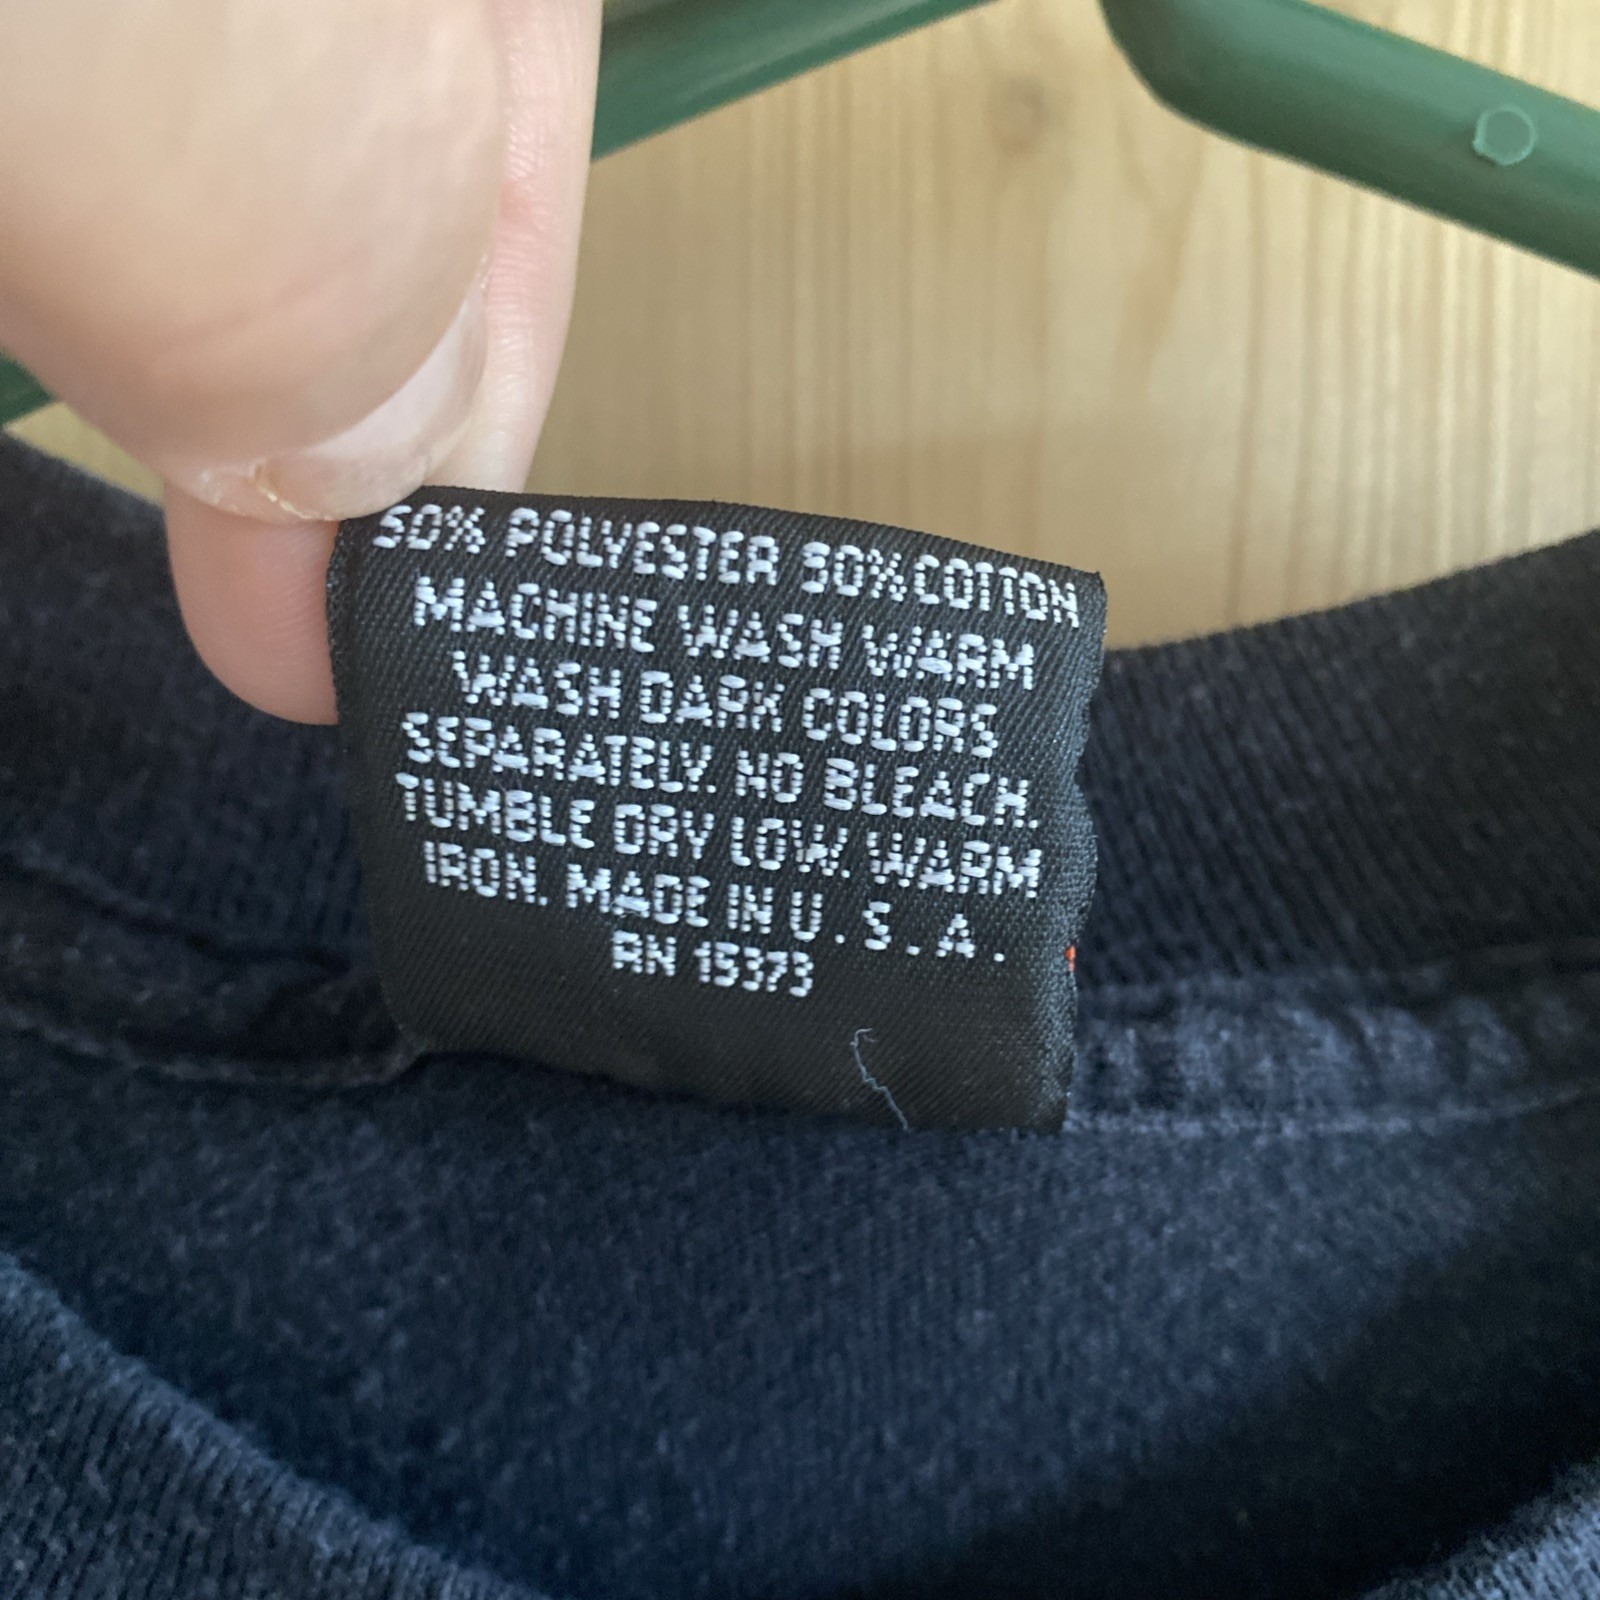 50% POLYESTER 50% COTTON
MACHINE WASH WARM
WASH DARK COLORS
SEPARATELY. NO BLEACH.
TUMBLE DRY LOW. WARM
IRON. MADE IN U.S.A.
RN 15373